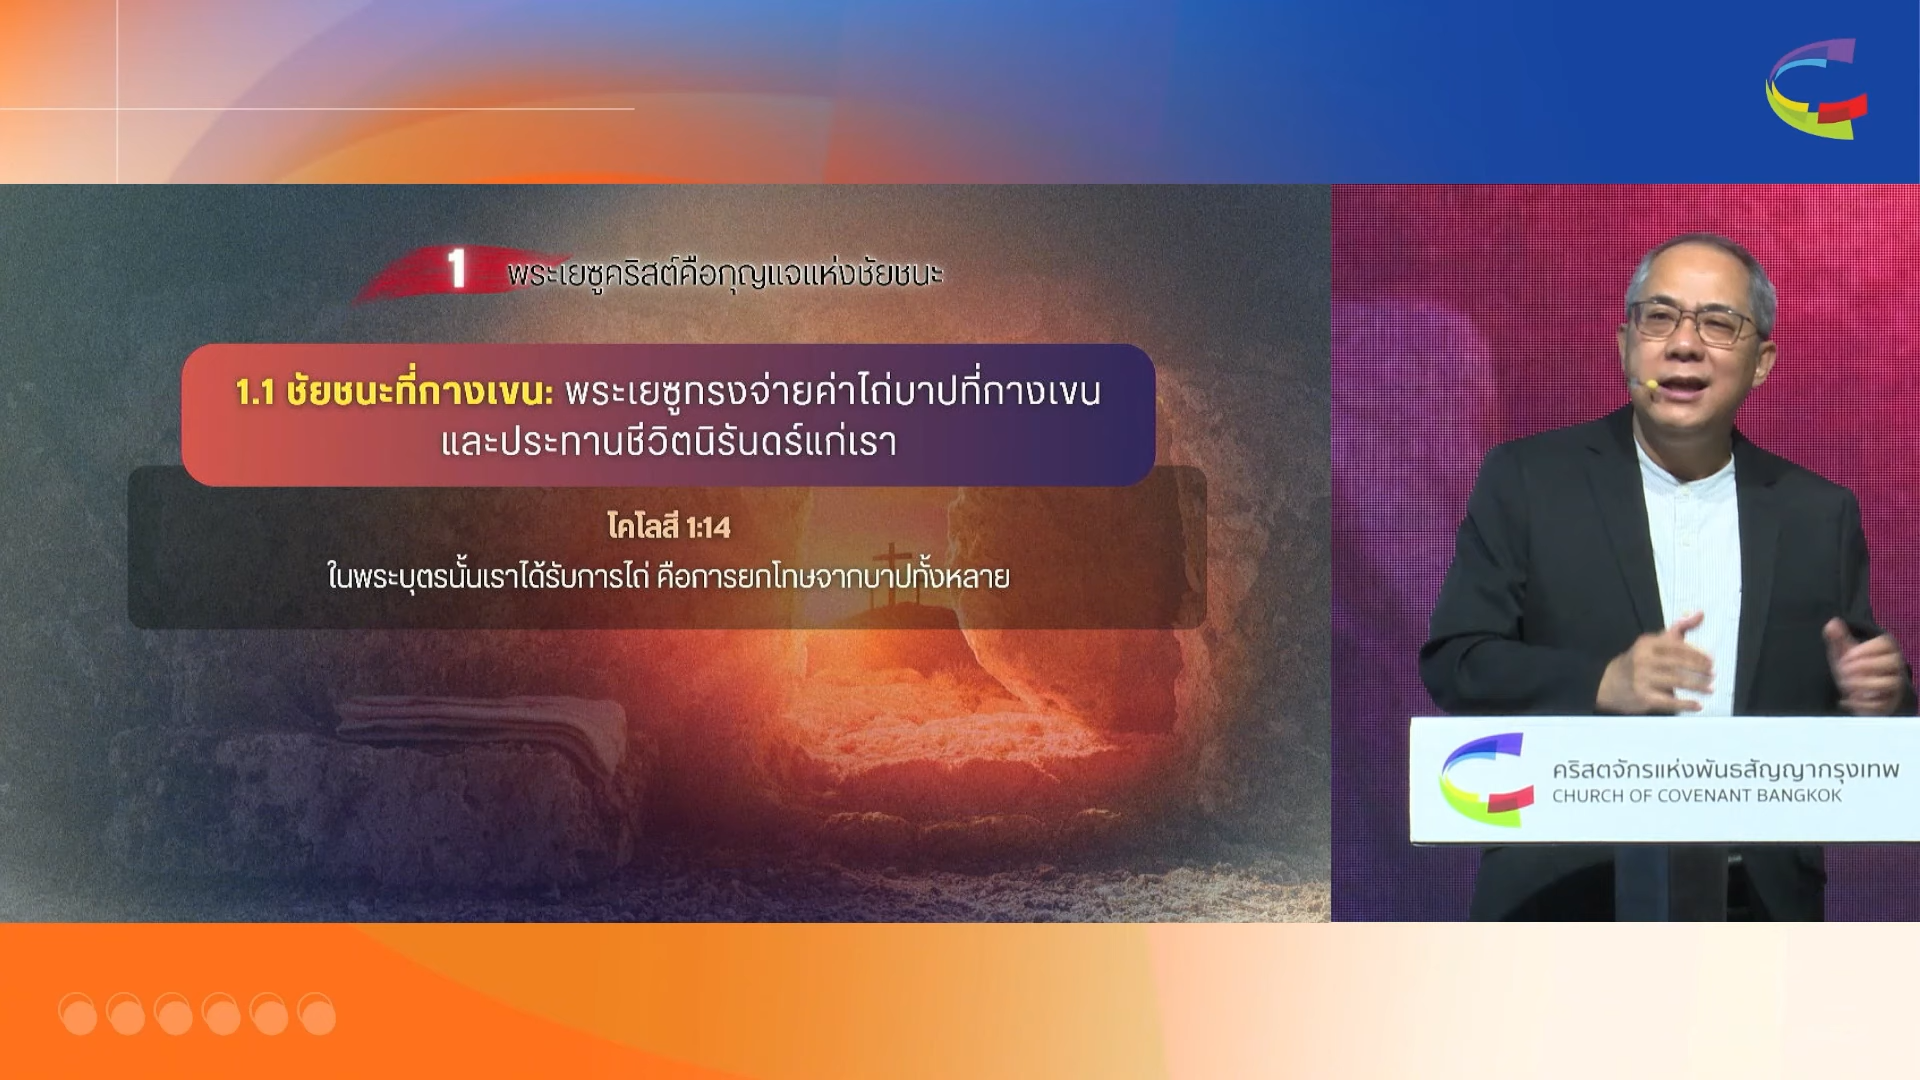 1 พระเยซูคริสต์คือกุญแจแห่งชัยชนะ
1.1 ชัยชนะที่กางเขน: พระเยซูทรงจ่ายค่าไถ่บาปที่กางเขน
และประทานชีวิตนิรันดร์แก่เรา
โคโลสี 1:14
ในพระบุตรนั้นเราได้รับการไถ่ คือการยกโทษจากบาปทั้งหลาย
คริสตจักรแห่งพันธสัญญากรุงเทพ
CHURCH OF COVENANT BANGKOK